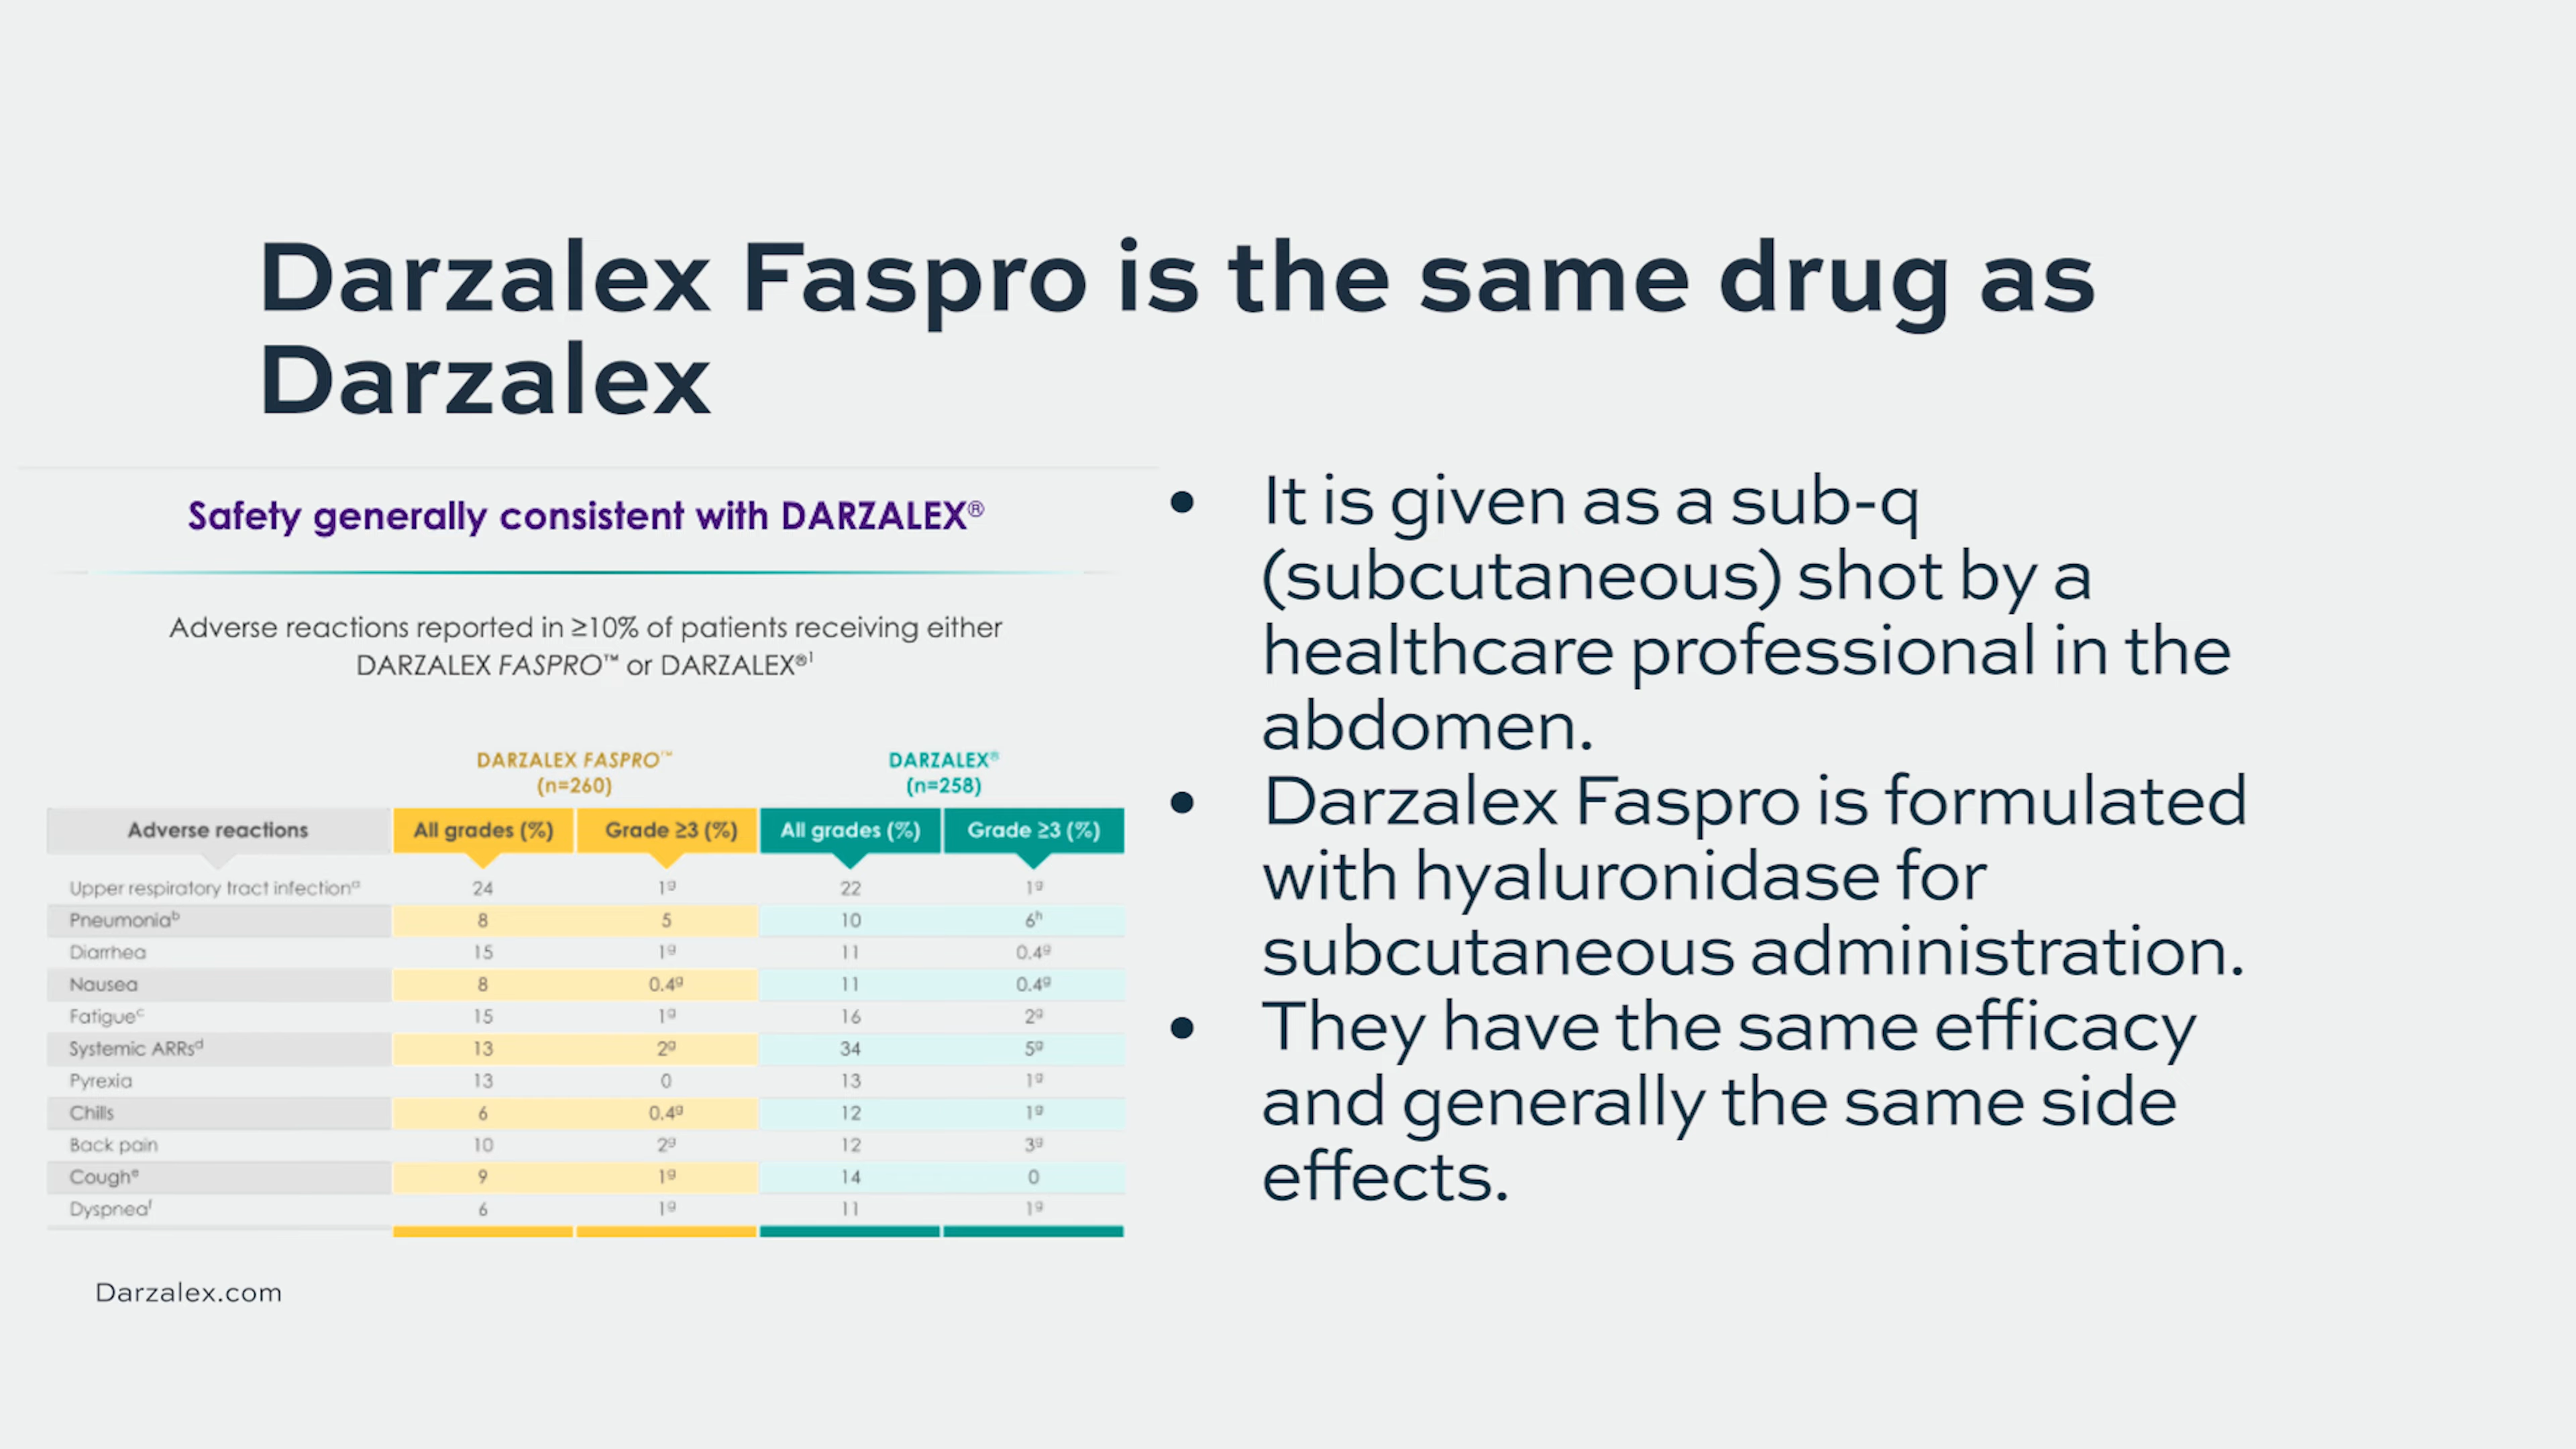 Darzalex Faspro is the same drug as
Darzalex
Safety generally consistent with DARZALEX®
Adverse reactions reported in ≥10% of patients receiving either
DARZALEX FASPRO™ or DARZALEX®¹
DARZALEX FASPRO™ DARZALEX®
(n=260) (n=258)
Adverse reactions All grades (%) Grade ≥3 (%) All grades (%) Grade ≥3 (%)
Upper respiratory tract infectionᵃ 24 1ᵍ 22 1ᵍ
Pneumoniaᵇ 8 5 10 6ʰ
Diarrhea 15 1ᵍ 11 0.4ᵍ
Nausea 8 0.4ᵍ 11 0.4ᵍ
Fatigueᶜ 15 1ᵍ 16 2ᵍ
Systemic ARRsᵈ 13 2ᵍ 34 5ᵍ
Pyrexia 13 0 13 1ᵍ
Chills 6 0.4ᵍ 12 1ᵍ
Back pain 10 2ᵍ 12 3ᵍ
Coughᵉ 9 1ᵍ 14 0
Dyspneaᶠ 6 1ᵍ 11 1ᵍ
Darzalex.com
• It is given as a sub-q
(subcutaneous) shot by a
healthcare professional in the
abdomen.
• Darzalex Faspro is formulated
with hyaluronidase for
subcutaneous administration.
• They have the same efficacy
and generally the same side
effects.